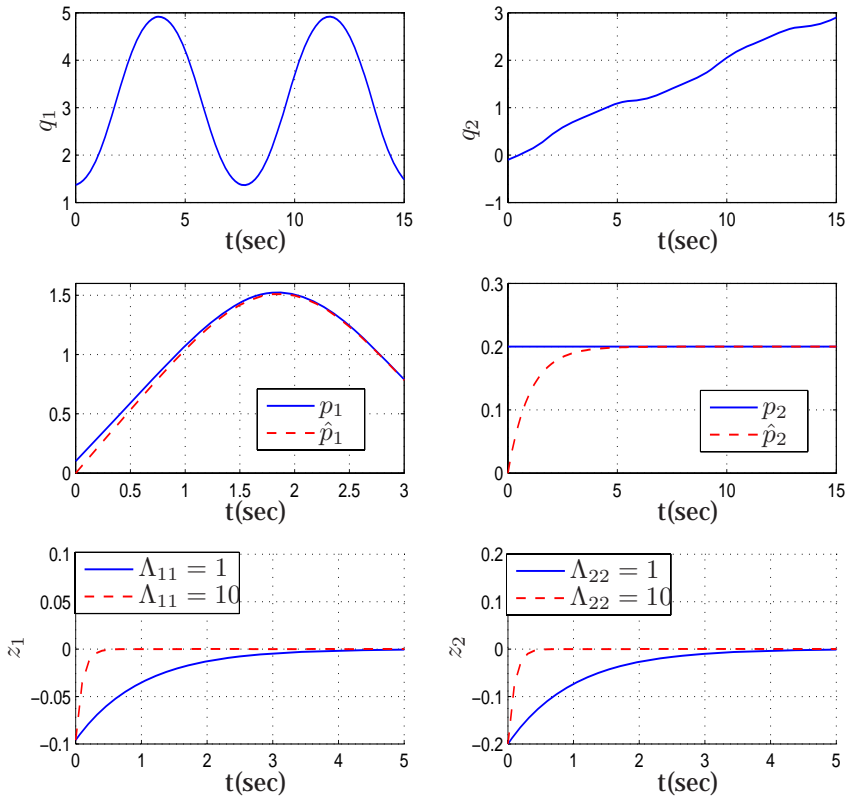 5
4
3
2
1
q₁
0 5 10 15
t(sec)
3
2
1
0
−1
q₂
0 5 10 15
t(sec)
1.5
1
0.5
0
p₁
p̂₁
0 0.5 1 1.5 2 2.5 3
t(sec)
0.3
0.2
0.1
0
p₂
p̂₂
0 5 10 15
t(sec)
0.1
0.05
0
−0.05
−0.1
z₁
Λ₁₁ = 1
Λ₁₁ = 10
0 1 2 3 4 5
t(sec)
0.2
0.1
0
−0.1
−0.2
z₂
Λ₂₂ = 1
Λ₂₂ = 10
0 1 2 3 4 5
t(sec)